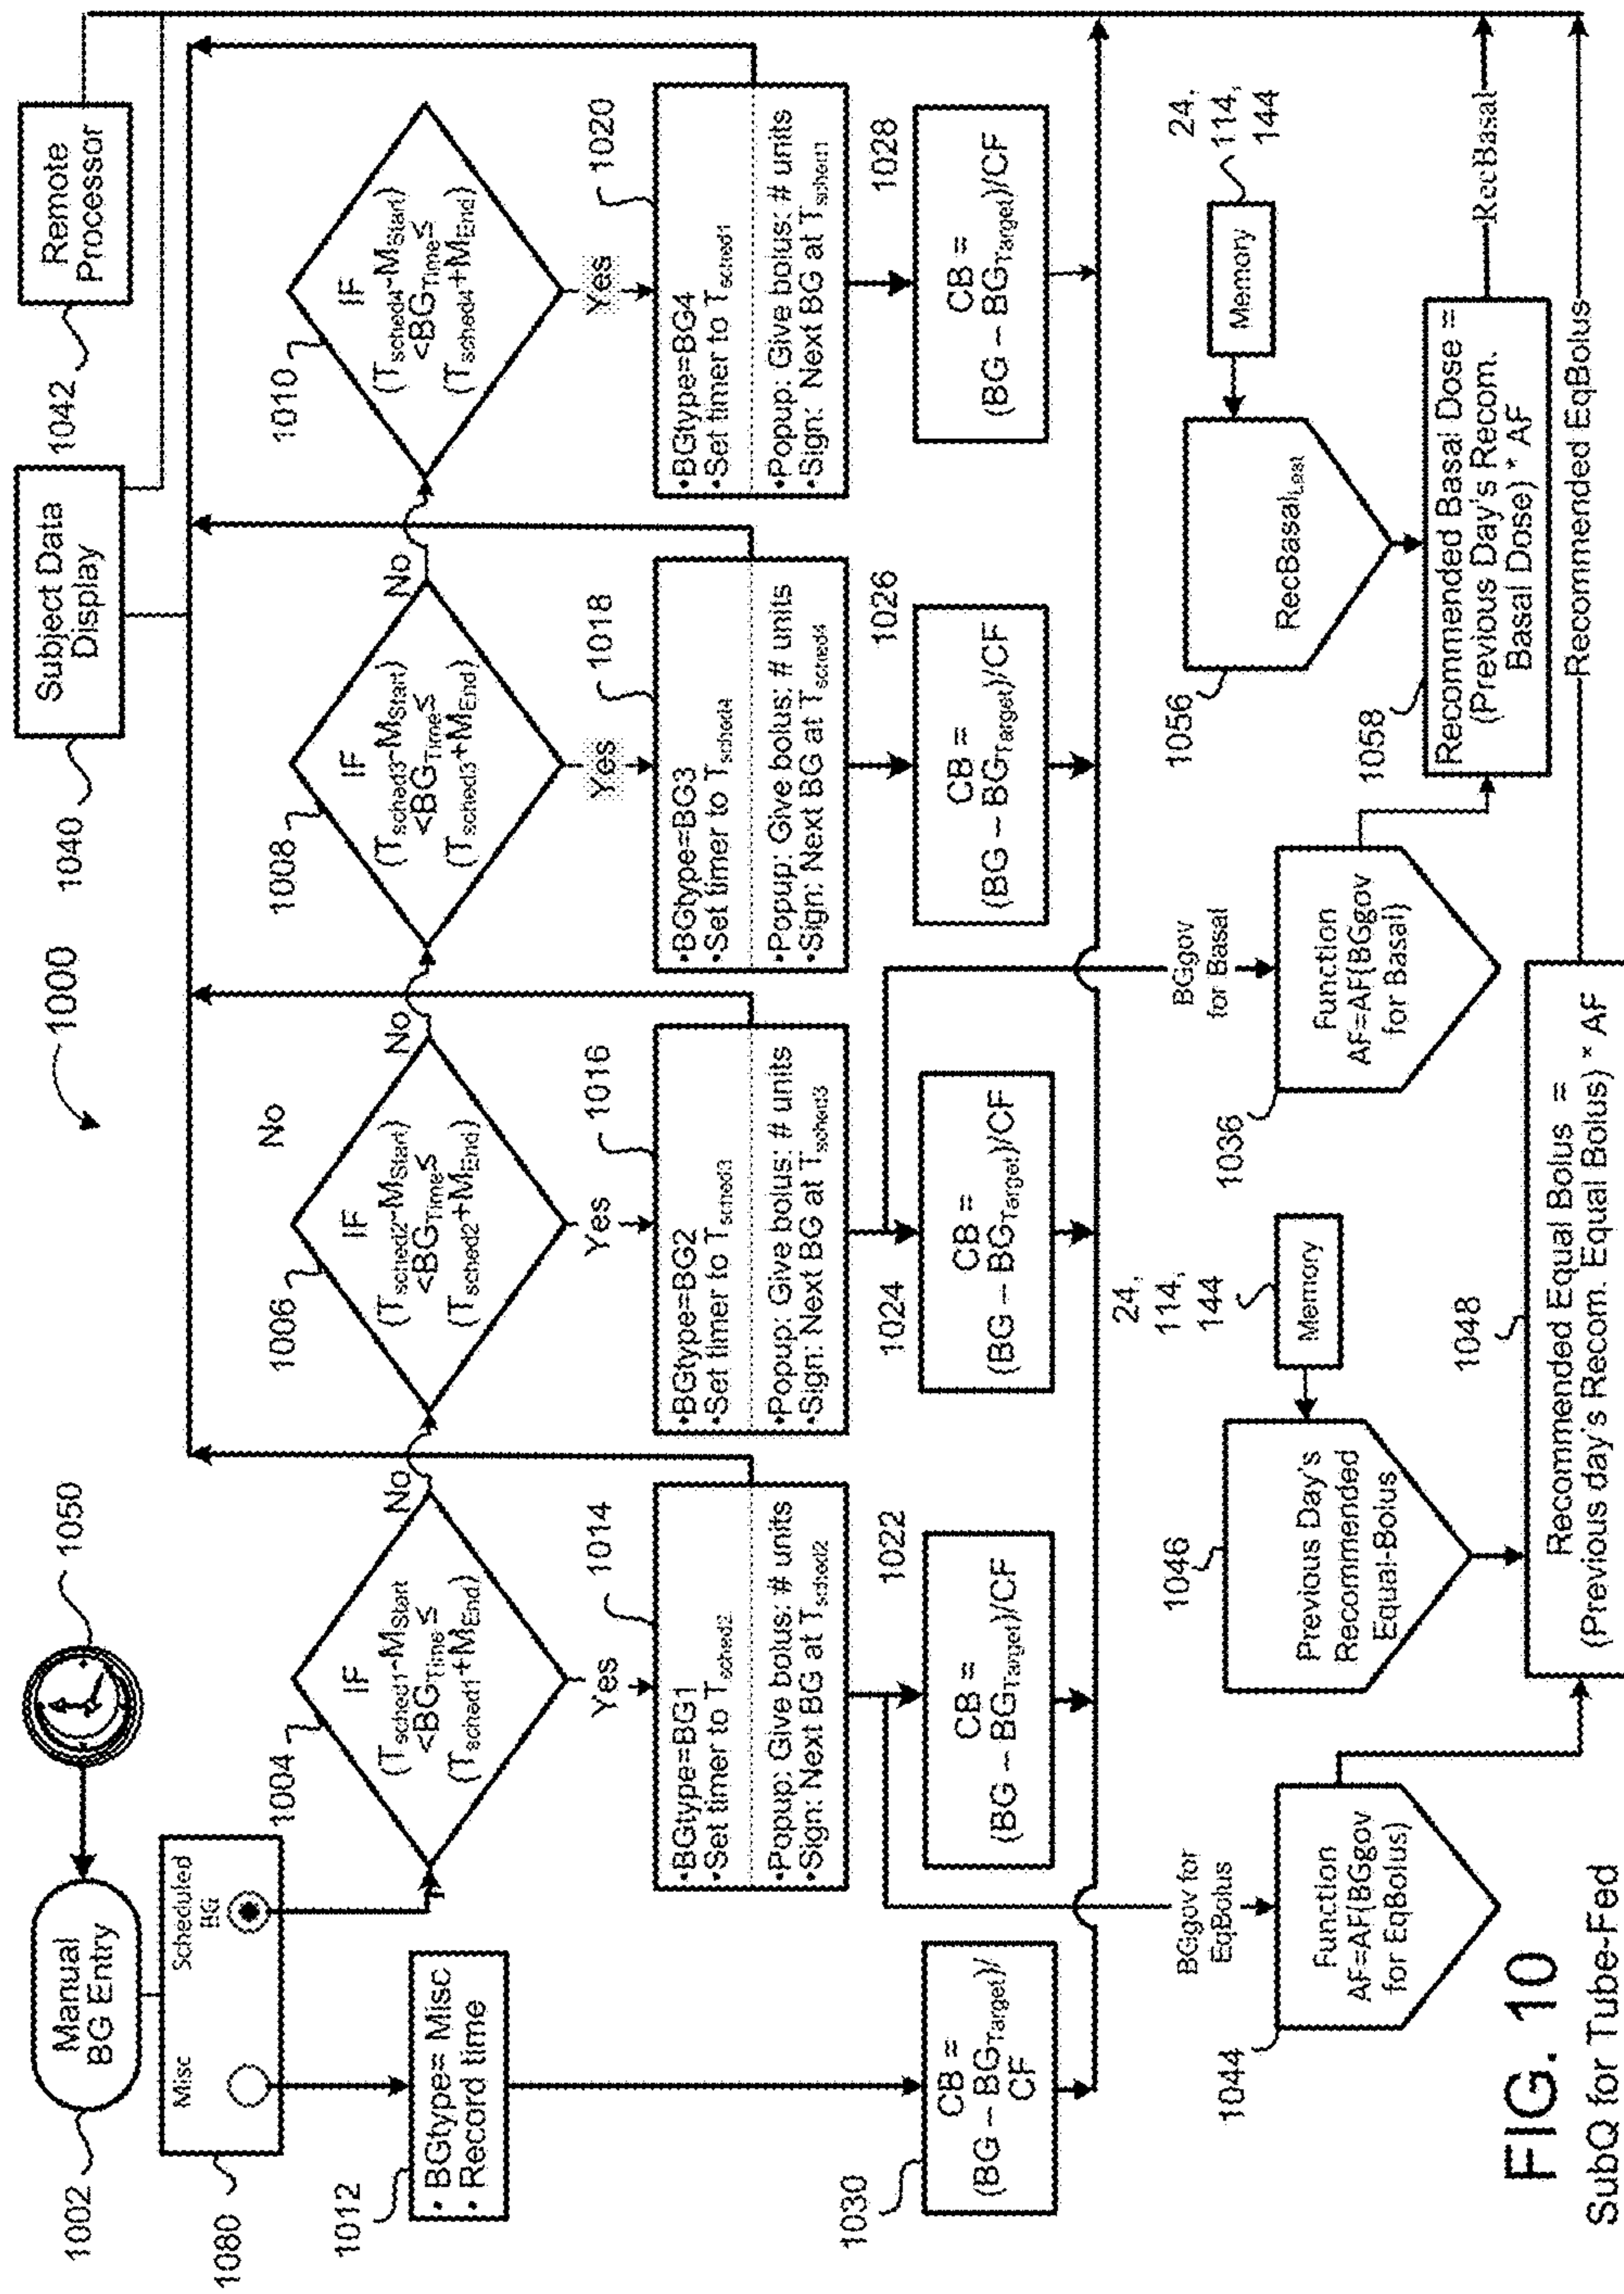 1000
1050
1002
Manual
BG Entry
1040
Subject Data
Display
1042
Remote
Processor
1080
Misc
Scheduled
BG
1004
IF
(Tsched1-MStart
<BGTime≤
(Tsched1+MEnd)
No
1006
IF
(Tsched2-MStart)
<BGTime≤
(Tsched2+MEnd)
No
No
1008
IF
(Tsched3-MStart)
<BGTime≤
(Tsched3+MEnd)
No
1010
IF
(Tsched4-MStart)
<BGTime≤
(Tsched4+MEnd)
Yes
Yes
Yes
Yes
1012
• BGtype= Misc
• Record time
1014
•BGtype=BG1
•Set timer to Tsched2
•Popup: Give bolus: # units
•Sign: Next BG at Tsched2
1016
•BGtype=BG2
•Set timer to Tsched3
•Popup: Give bolus: # units
•Sign: Next BG at Tsched3
1018
•BGtype=BG3
•Set timer to Tsched4
•Popup: Give bolus: # units
•Sign: Next BG at Tsched4
1020
•BGtype=BG4
•Set timer to Tsched1
•Popup: Give bolus: # units
•Sign: Next BG at Tsched1
1030
CB =
(BG – BGTarget)/
CF
1022
CB =
(BG – BGTarget)/CF
1024
CB =
(BG – BGTarget)/CF
1026
CB =
(BG – BGTarget)/CF
1028
CB =
(BG – BGTarget)/CF
BGgov for
EqBolus
1044
Function
AF=AF(BGgov
for EqBolus)
1046
Previous Day's
Recommended
Equal-Bolus
24,
114,
144
Memory
BGgov
for Basal
1036
Function
AF=AF(BGgov
for Basal)
1056
RecBasalLast
24,
114,
144
Memory
1058
Recommended Basal Dose =
(Previous Day's Recom.
Basal Dose) * AF
RecBasal
1048
Recommended Equal Bolus =
(Previous day's Recom. Equal Bolus) * AF
Recommended EqBolus
FIG. 10
SubQ for Tube-Fed